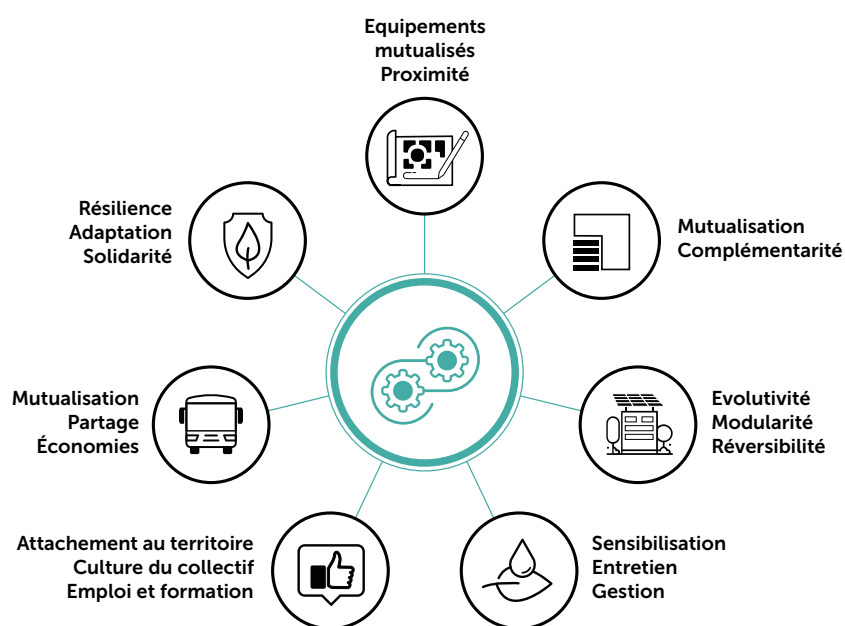 Equipements
mutualisés
Proximité
Résilience
Adaptation
Solidarité
Mutualisation
Complémentarité
Mutualisation
Partage
Économies
Evolutivité
Modularité
Réversibilité
Attachement au territoire
Culture du collectif
Emploi et formation
Sensibilisation
Entretien
Gestion